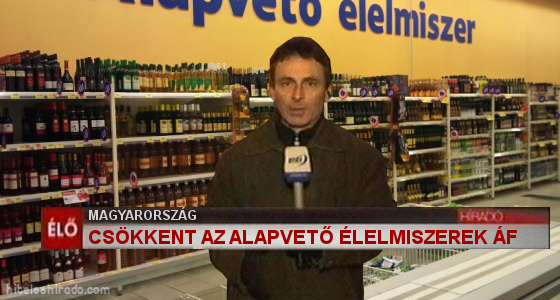 alapvető élelmiszer
MAGYARORSZÁG
HÍRADÓ
ÉLŐ
CSÖKKENT AZ ALAPVETŐ ÉLELMISZEREK ÁF
hiteleshirado.com